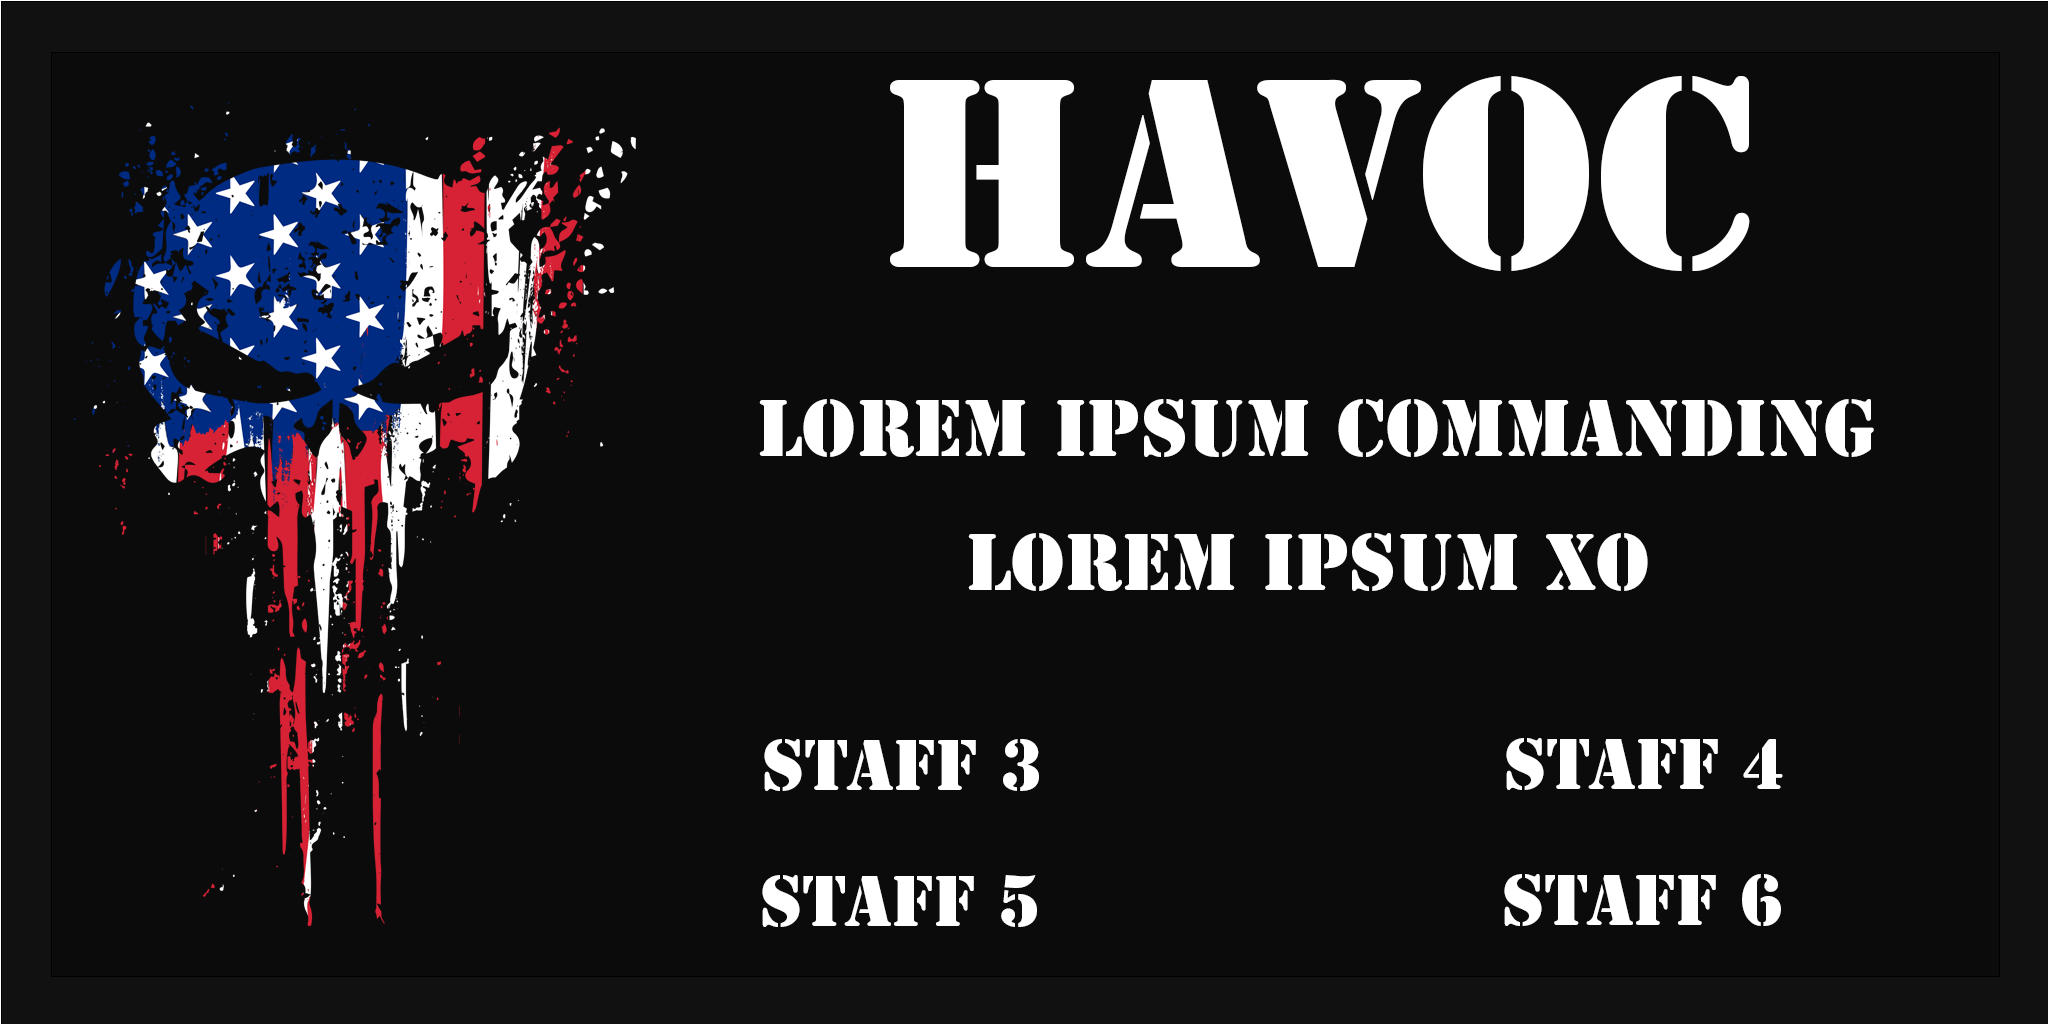 HAVOC
LOREM IPSUM COMMANDING
LOREM IPSUM XO
STAFF 3 STAFF 4
STAFF 5 STAFF 6